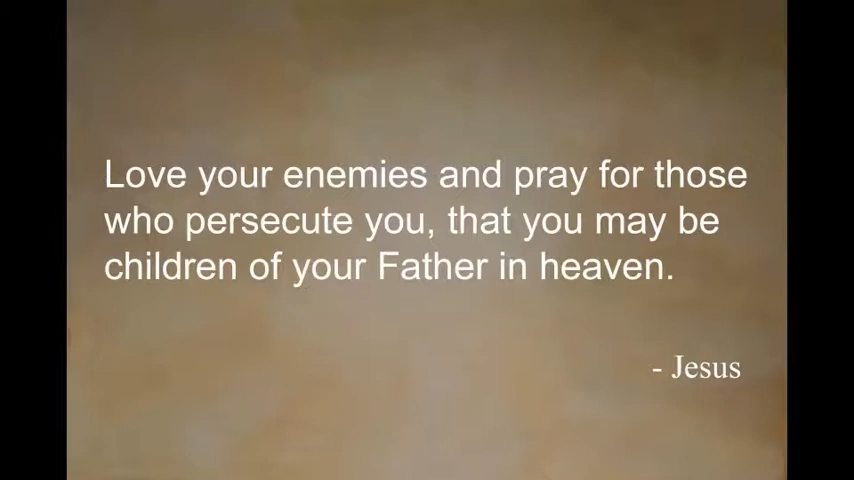 Love your enemies and pray for those
who persecute you, that you may be
children of your Father in heaven.
- Jesus